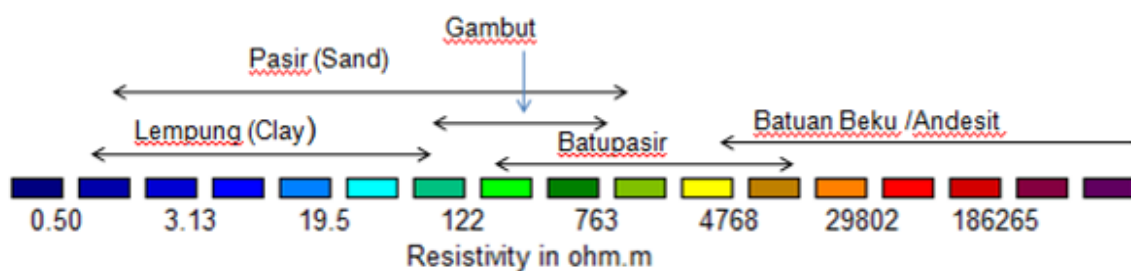 Gambut
Pasir (Sand)
Lempung (Clay)
Batupasir
Batuan Beku /Andesit
0.50 3.13 19.5 122 763 4768 29802 186265
Resistivity in ohm.m